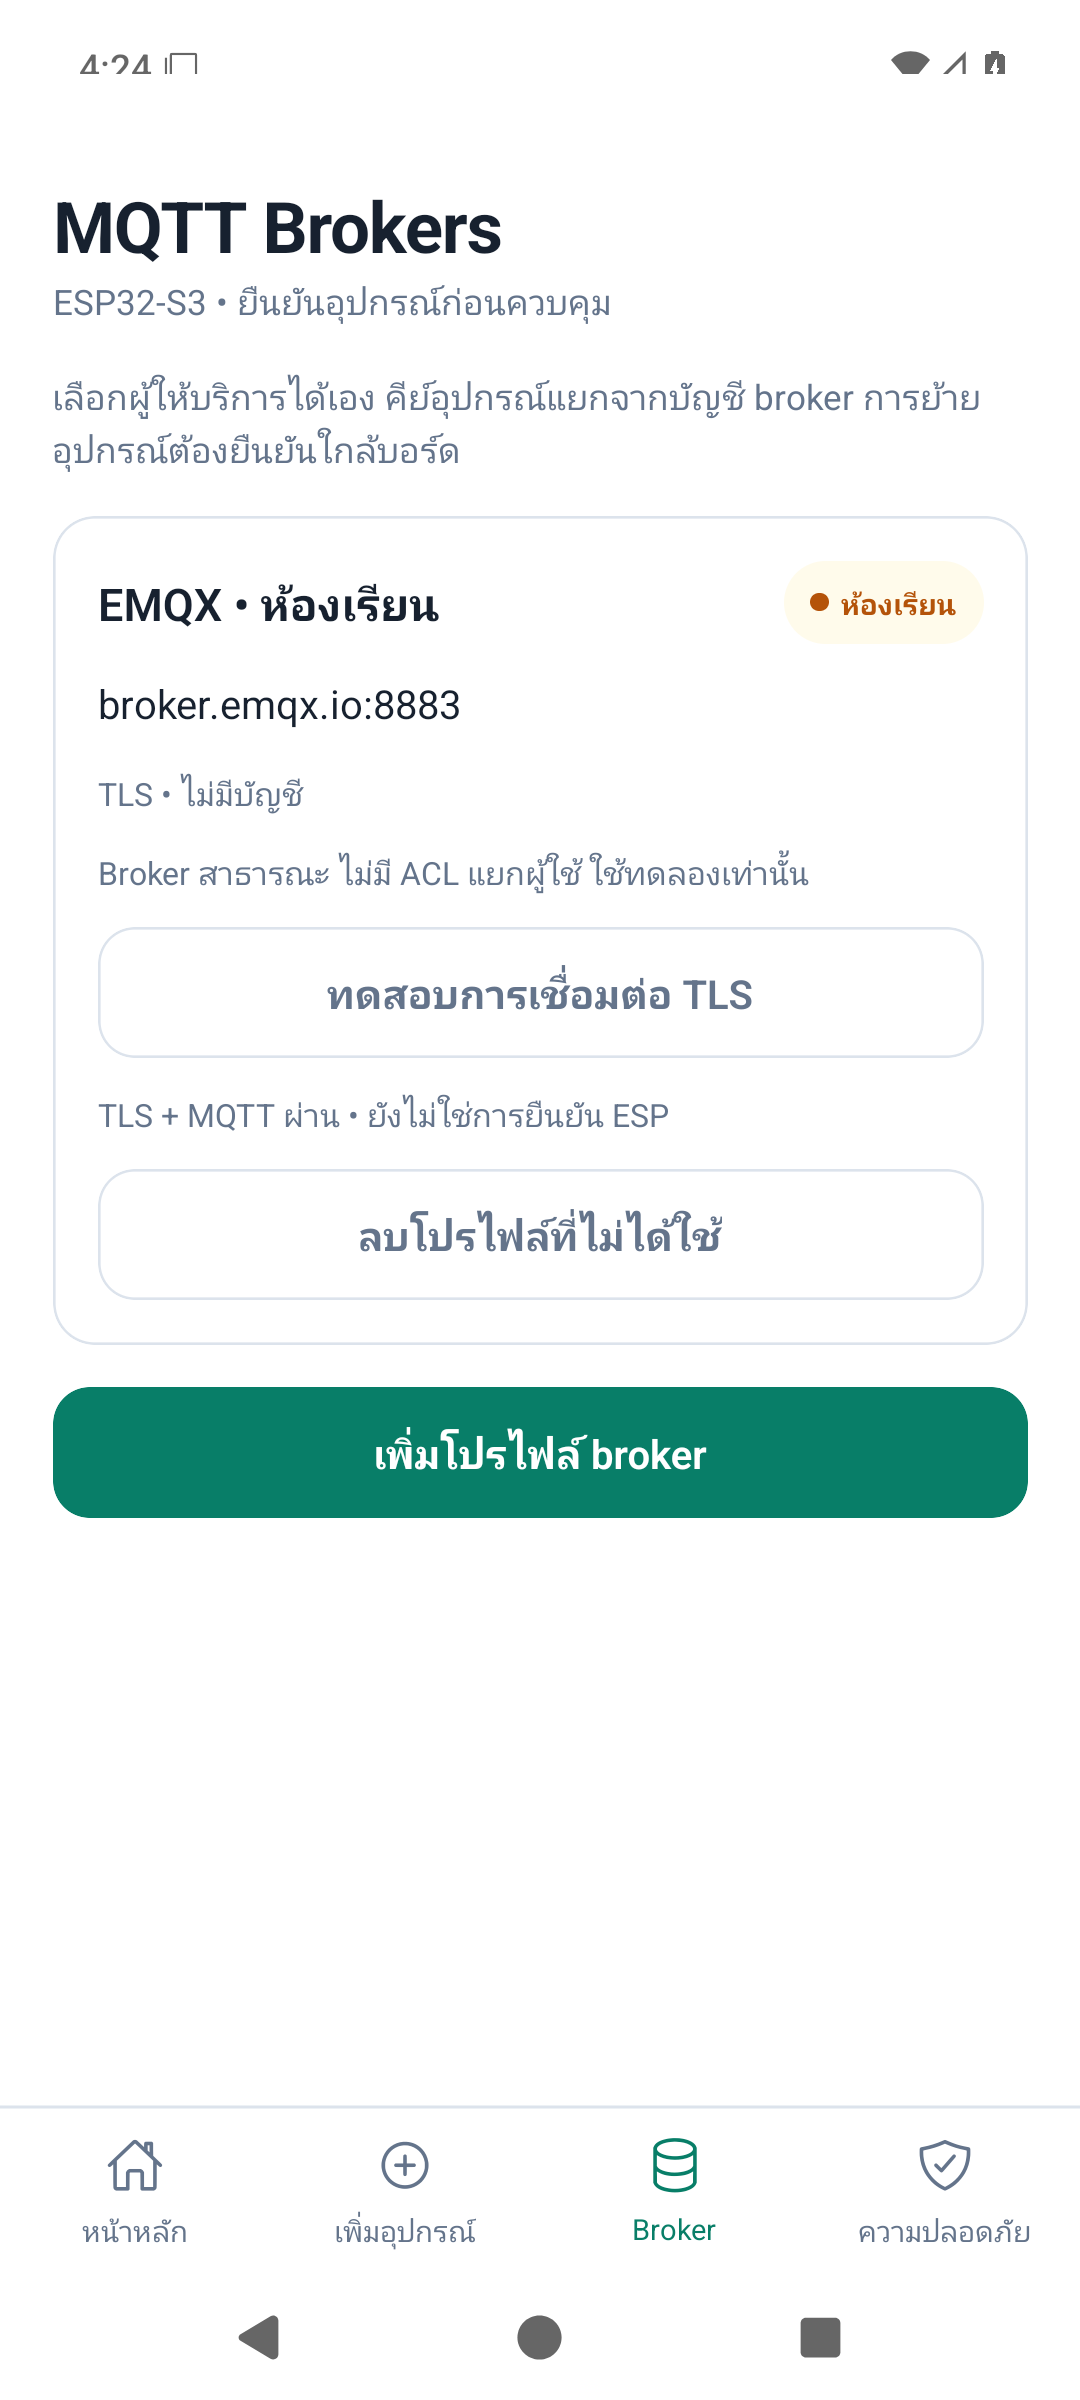 4:24
MQTT Brokers
ESP32-S3 • ยืนยันอุปกรณ์ก่อนควบคุม
เลือกผู้ให้บริการได้เอง คีย์อุปกรณ์แยกจากบัญชี broker การย้าย
อุปกรณ์ต้องยืนยันใกล้บอร์ด
EMQX • ห้องเรียน
ห้องเรียน
broker.emqx.io:8883
TLS • ไม่มีบัญชี
Broker สาธารณะ ไม่มี ACL แยกผู้ใช้ ใช้ทดลองเท่านั้น
ทดสอบการเชื่อมต่อ TLS
TLS + MQTT ผ่าน • ยังไม่ใช่การยืนยัน ESP
ลบโปรไฟล์ที่ไม่ได้ใช้
เพิ่มโปรไฟล์ broker
หน้าหลัก
เพิ่มอุปกรณ์
Broker
ความปลอดภัย